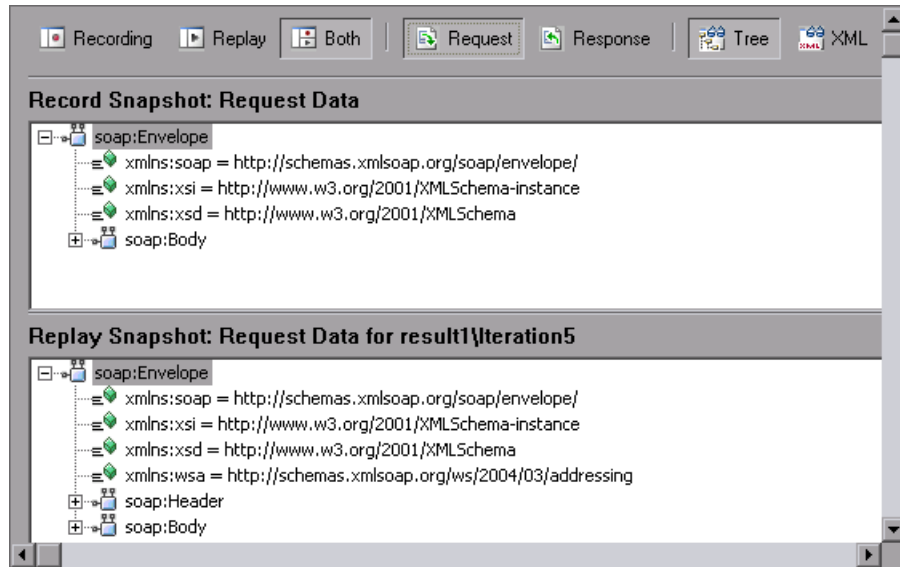 Recording Replay Both Request Response Tree XML
Record Snapshot: Request Data
soap:Envelope
xmlns:soap = http://schemas.xmlsoap.org/soap/envelope/
xmlns:xsi = http://www.w3.org/2001/XMLSchema-instance
xmlns:xsd = http://www.w3.org/2001/XMLSchema
soap:Body
Replay Snapshot: Request Data for result1\Iteration5
soap:Envelope
xmlns:soap = http://schemas.xmlsoap.org/soap/envelope/
xmlns:xsi = http://www.w3.org/2001/XMLSchema-instance
xmlns:xsd = http://www.w3.org/2001/XMLSchema
xmlns:wsa = http://schemas.xmlsoap.org/ws/2004/03/addressing
soap:Header
soap:Body